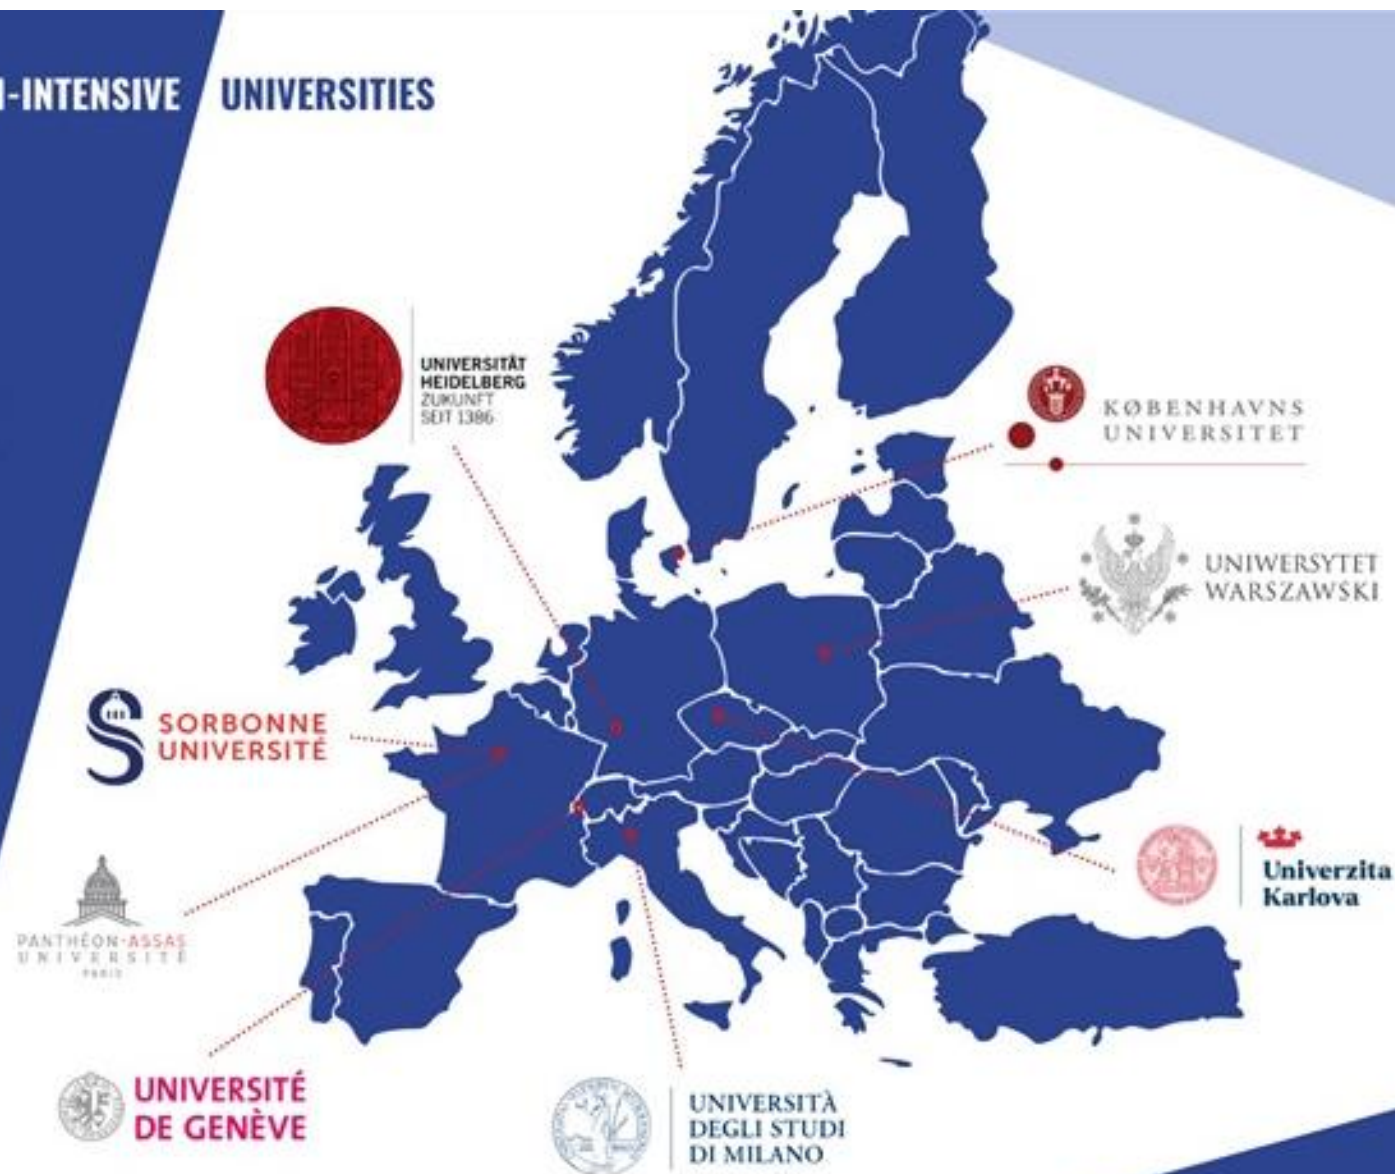 -INTENSIVE UNIVERSITIES
UNIVERSITÄT
HEIDELBERG
ZUKUNFT
SEIT 1386
KØBENHAVNS
UNIVERSITET
UNIWERSYTET
WARSZAWSKI
SORBONNE
UNIVERSITÉ
Univerzita
Karlova
PANTHÉON-ASSAS
UNIVERSITÉ
PARIS
UNIVERSITÉ
DE GENÈVE
UNIVERSITÀ
DEGLI STUDI
DI MILANO